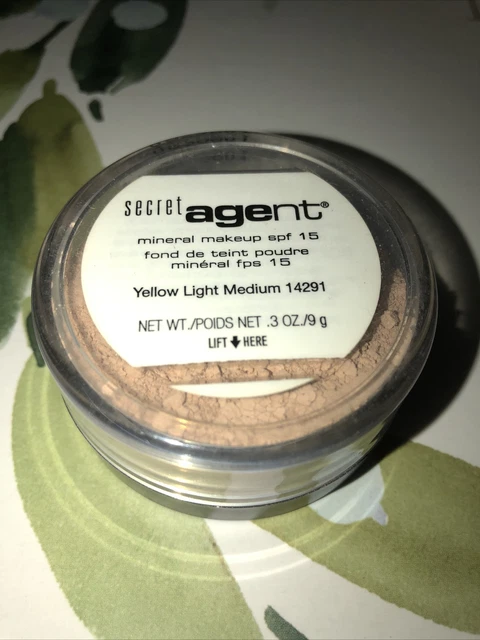 secret agent®
mineral makeup spf 15
fond de teint poudre
minéral fps 15
Yellow Light Medium 14291
NET WT./POIDS NET .3 OZ./9 g
LIFT HERE